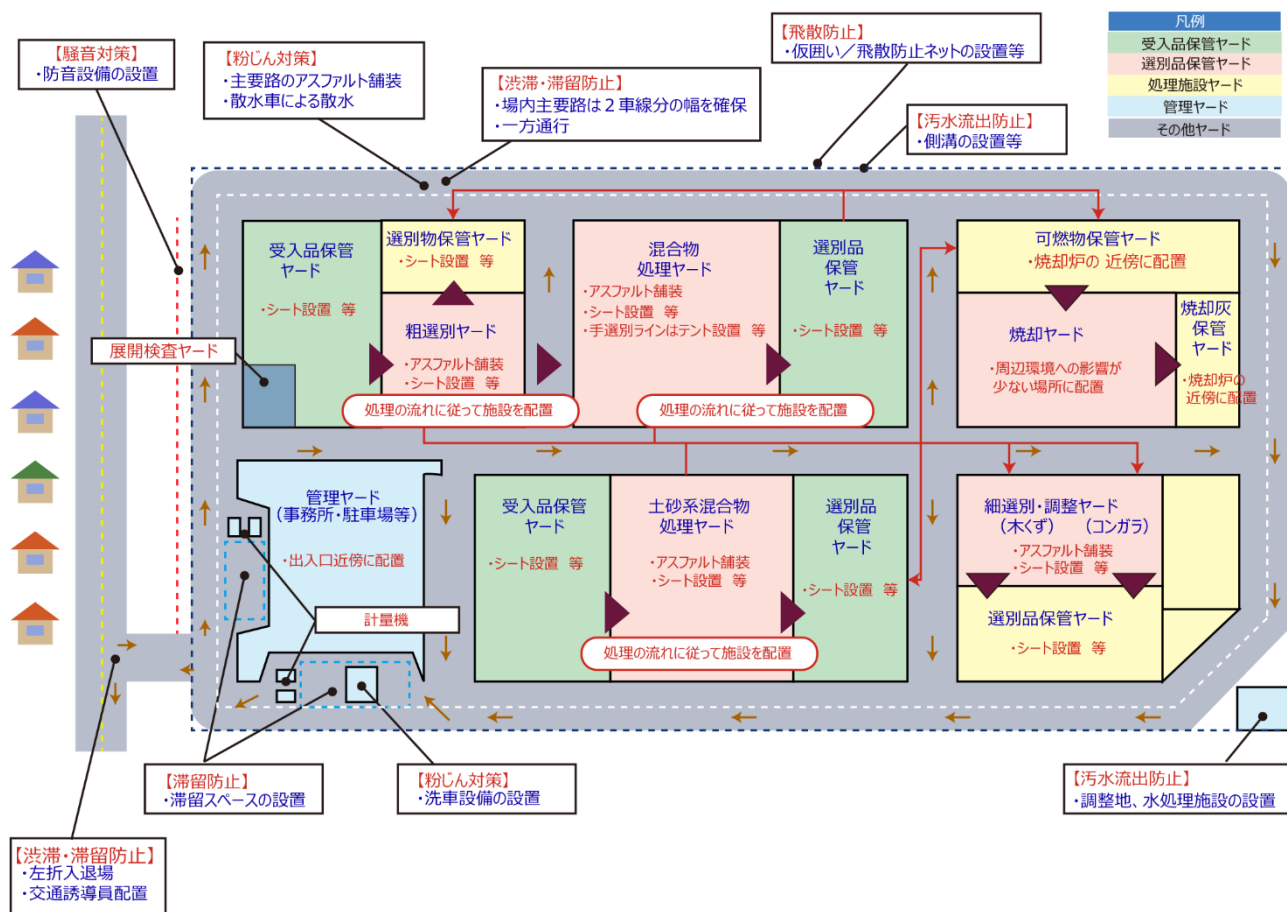 凡例
受入品保管ヤード
選別品保管ヤード
処理施設ヤード
管理ヤード
その他ヤード
【騒音対策】
・防音設備の設置
【粉じん対策】
・主要路のアスファルト舗装
・散水車による散水
【渋滞・滞留防止】
・場内主要路は２車線分の幅を確保
・一方通行
【飛散防止】
・仮囲い／飛散防止ネットの設置等
【汚水流出防止】
・側溝の設置等
受入品保管
ヤード
・シート設置 等
展開検査ヤード
選別物保管ヤード
・シート設置 等
粗選別ヤード
・アスファルト舗装
・シート設置 等
処理の流れに従って施設を配置
混合物
処理ヤード
・アスファルト舗装
・シート設置 等
・手選別ラインはテント設置 等
選別品
保管
ヤード
・シート設置 等
処理の流れに従って施設を配置
可燃物保管ヤード
・焼却炉の 近傍に配置
焼却ヤード
・周辺環境への影響が
少ない場所に配置
焼却灰
保管
ヤード
・焼却炉の
近傍に配置
管理ヤード
（事務所・駐車場等）
・出入口近傍に配置
計量機
受入品保管
ヤード
・シート設置 等
土砂系混合物
処理ヤード
・アスファルト舗装
・シート設置 等
選別品
保管
ヤード
・シート設置 等
処理の流れに従って施設を配置
細選別・調整ヤード
（木くず） （コンガラ）
・アスファルト舗装
・シート設置 等
選別品保管ヤード
・シート設置 等
【滞留防止】
・滞留スペースの設置
【粉じん対策】
・洗車設備の設置
【汚水流出防止】
・調整地、水処理施設の設置
【渋滞・滞留防止】
・左折入退場
・交通誘導員配置